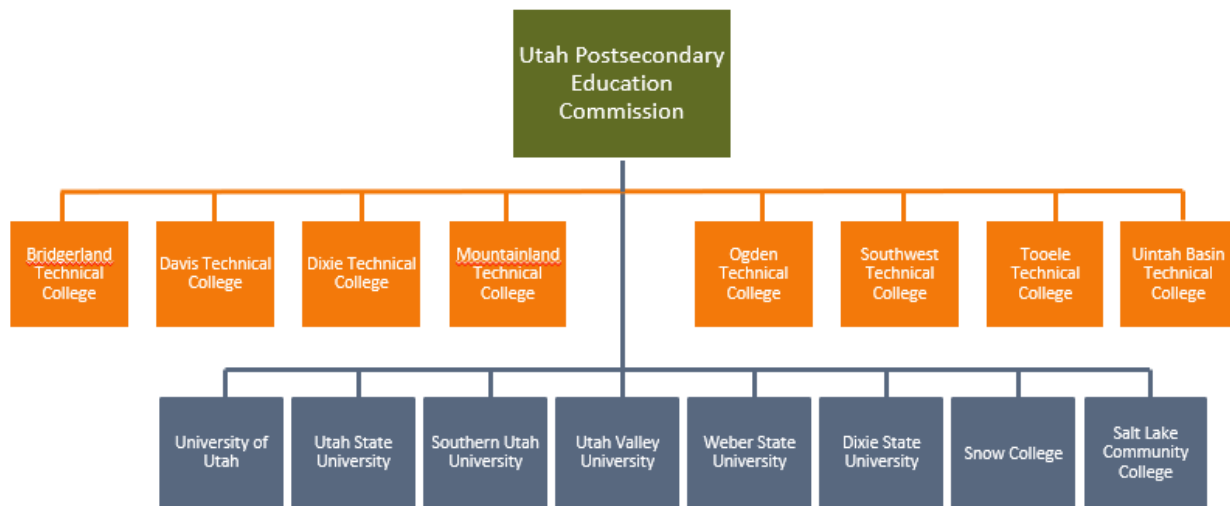 Utah Postsecondary
Education
Commission
Bridgerland
Technical
College
Davis Technical
College
Dixie Technical
College
Mountainland
Technical
College
Ogden
Technical
College
Southwest
Technical
College
Tooele
Technical
College
Uintah Basin
Technical
College
University of
Utah
Utah State
University
Southern Utah
University
Utah Valley
University
Weber State
University
Dixie State
University
Snow College
Salt Lake
Community
College